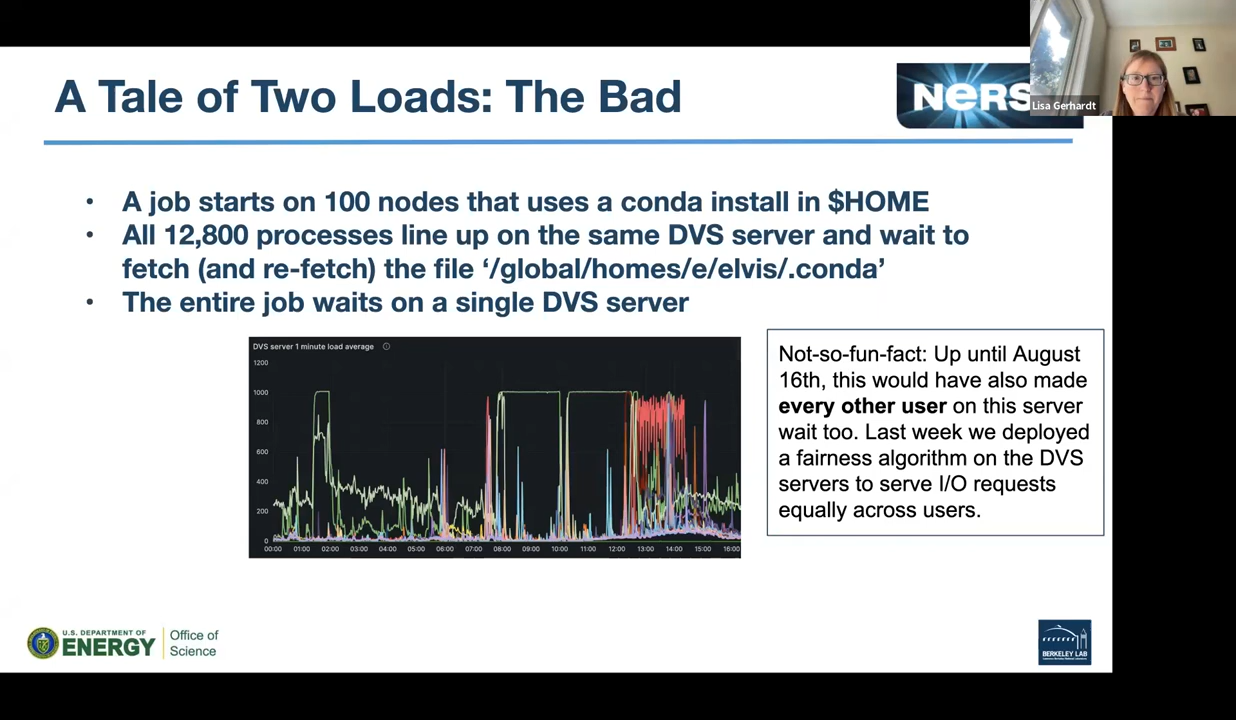 A Tale of Two Loads: The Bad
NERS
Lisa Gerhardt
• A job starts on 100 nodes that uses a conda install in $HOME
• All 12,800 processes line up on the same DVS server and wait to
fetch (and re-fetch) the file ‘/global/homes/e/elvis/.conda’
• The entire job waits on a single DVS server
DVS server 1 minute load average
1200
1000
800
600
400
200
0
00:00 01:00 02:00 03:00 04:00 05:00 06:00 07:00 08:00 09:00 10:00 11:00 12:00 13:00 14:00 15:00 16:00
Not-so-fun-fact: Up until August
16th, this would have also made
every other user on this server
wait too. Last week we deployed
a fairness algorithm on the DVS
servers to serve I/O requests
equally across users.
U.S. DEPARTMENT OF
ENERGY
Office of
Science
BERKELEY LAB